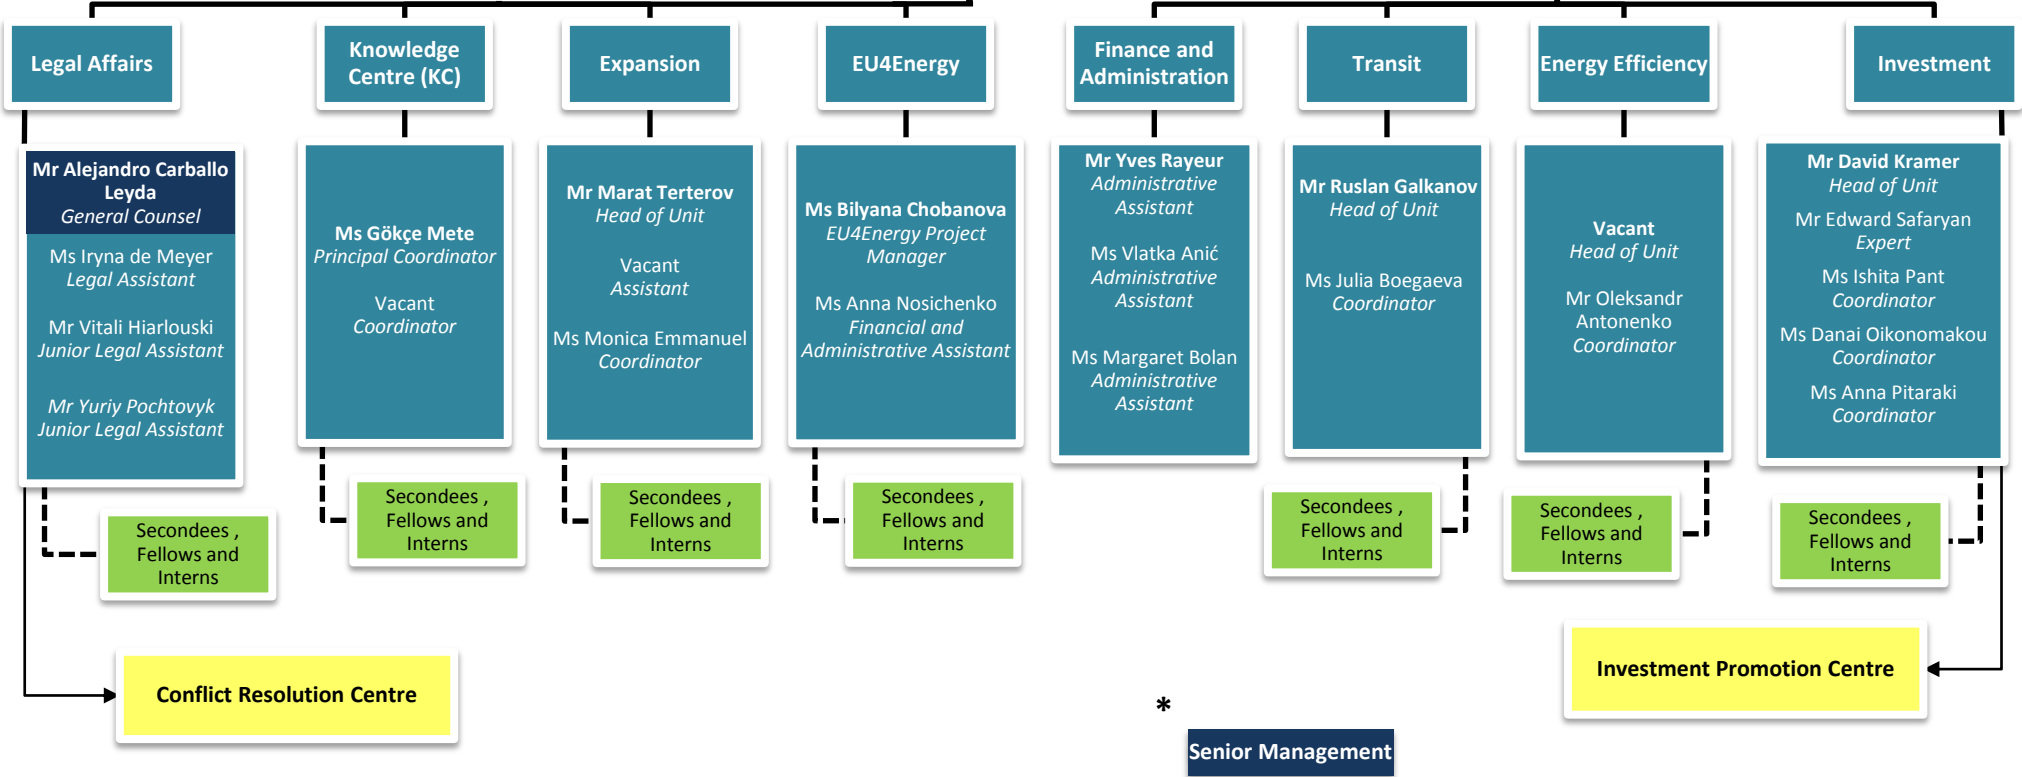 Legal Affairs
Knowledge
Centre (KC)
Expansion
EU4Energy
Finance and
Administration
Transit
Energy Efficiency
Investment
Mr Alejandro Carballo
Leyda
General Counsel
Ms Iryna de Meyer
Legal Assistant
Mr Vitali Hiarlouski
Junior Legal Assistant
Mr Yuriy Pochtovyk
Junior Legal Assistant
Ms Gökçe Mete
Principal Coordinator
Vacant
Coordinator
Mr Marat Terterov
Head of Unit
Vacant
Assistant
Ms Monica Emmanuel
Coordinator
Ms Bilyana Chobanova
EU4Energy Project
Manager
Ms Anna Nosichenko
Financial and
Administrative Assistant
Mr Yves Rayeur
Administrative
Assistant
Ms Vlatka Anić
Administrative
Assistant
Ms Margaret Bolan
Administrative
Assistant
Mr Ruslan Galkanov
Head of Unit
Ms Julia Boegaeva
Coordinator
Vacant
Head of Unit
Mr Oleksandr
Antonenko
Coordinator
Mr David Kramer
Head of Unit
Mr Edward Safaryan
Expert
Ms Ishita Pant
Coordinator
Ms Danai Oikonomakou
Coordinator
Ms Anna Pitaraki
Coordinator
Secondees ,
Fellows and
Interns
Secondees ,
Fellows and
Interns
Secondees ,
Fellows and
Interns
Secondees ,
Fellows and
Interns
Secondees ,
Fellows and
Interns
Secondees ,
Fellows and
Interns
Secondees ,
Fellows and
Interns
Conflict Resolution Centre
Investment Promotion Centre
*
Senior Management